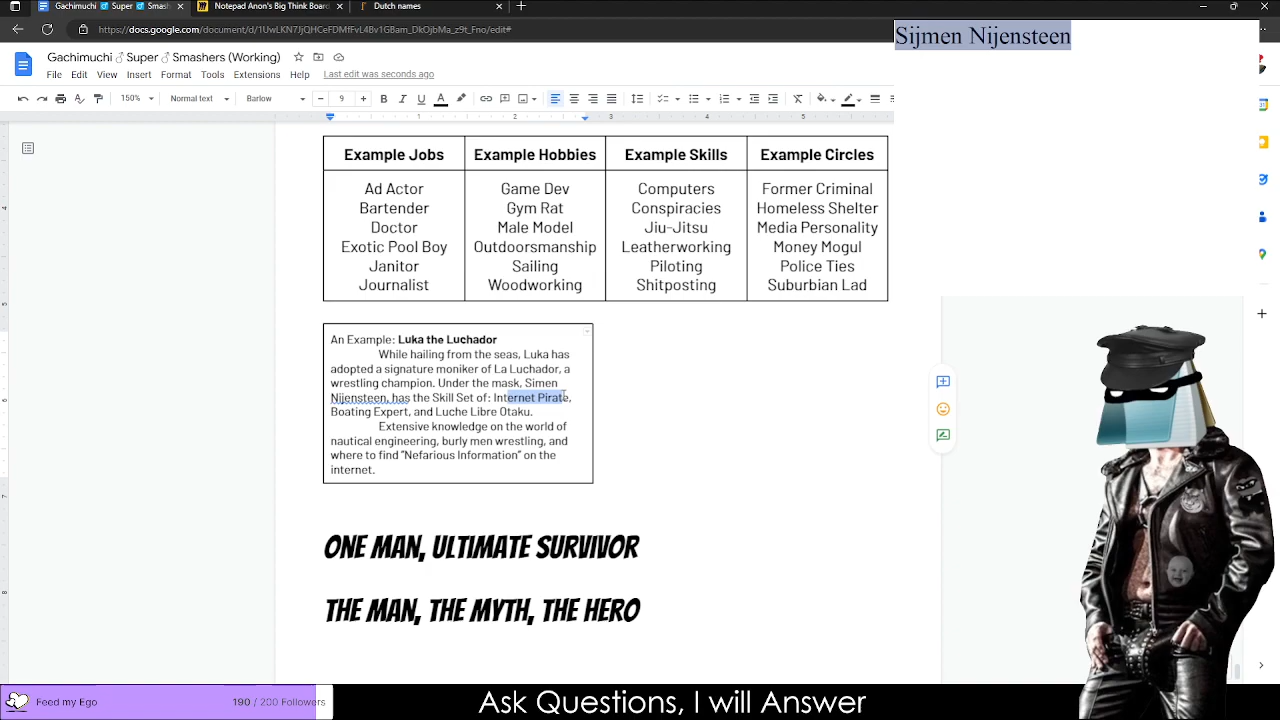 Notepad Anon's Big Think Boo
Dutch names
https://docs.google.com/document/d/1UwLKN7JjQHCeFDMtfvL4Bv1GBam_DkOjbMa_z9t_Fno/edit#
Sijmen Nijensteen
Gachimuchi ♂ Super ♂ Smashers (Working)
File Edit View Insert Format Tools Extensions Help
Last edit was seconds ago
150% Normal text Barlow 9
Example Jobs Example Hobbies Example Skills Example Circles
Ad Actor Game Dev Computers Former Criminal
Bartender Gym Rat Conspiracies Homeless Shelter
Doctor Male Model Jiu-Jitsu Media Personality
Exotic Pool Boy Outdoorsmanship Leatherworking Money Mogul
Janitor Sailing Piloting Police Ties
Journalist Woodworking Shitposting Suburbian Lad
An Example: Luka the Luchador
While hailing from the seas, Luka has
adopted a signature moniker of La Luchador, a
wrestling champion. Under the mask, Simen
Nijensteen, has the Skill Set of: Internet Pirate,
Boating Expert, and Luche Libre Otaku.
Extensive knowledge on the world of
nautical engineering, burly men wrestling, and
where to find "Nefarious Information" on the
internet.
ONE MAN, ULTIMATE SURVIVOR
THE MAN, THE MYTH, THE HERO
Feed my Ego 190 / 200 Followers
Ask Questions, I will Answer